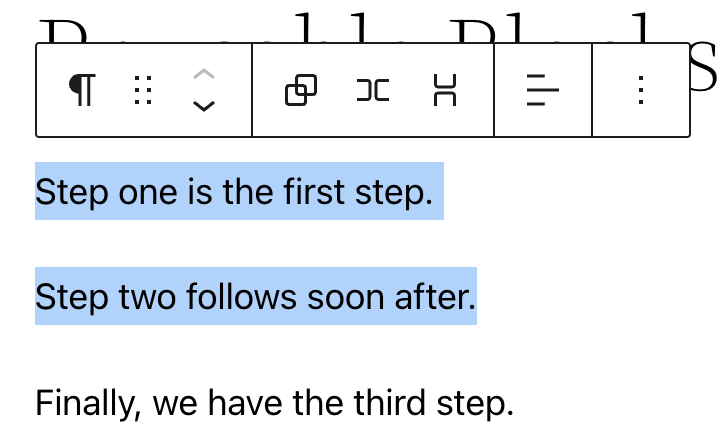 Step one is the first step.
Step two follows soon after.
Finally, we have the third step.